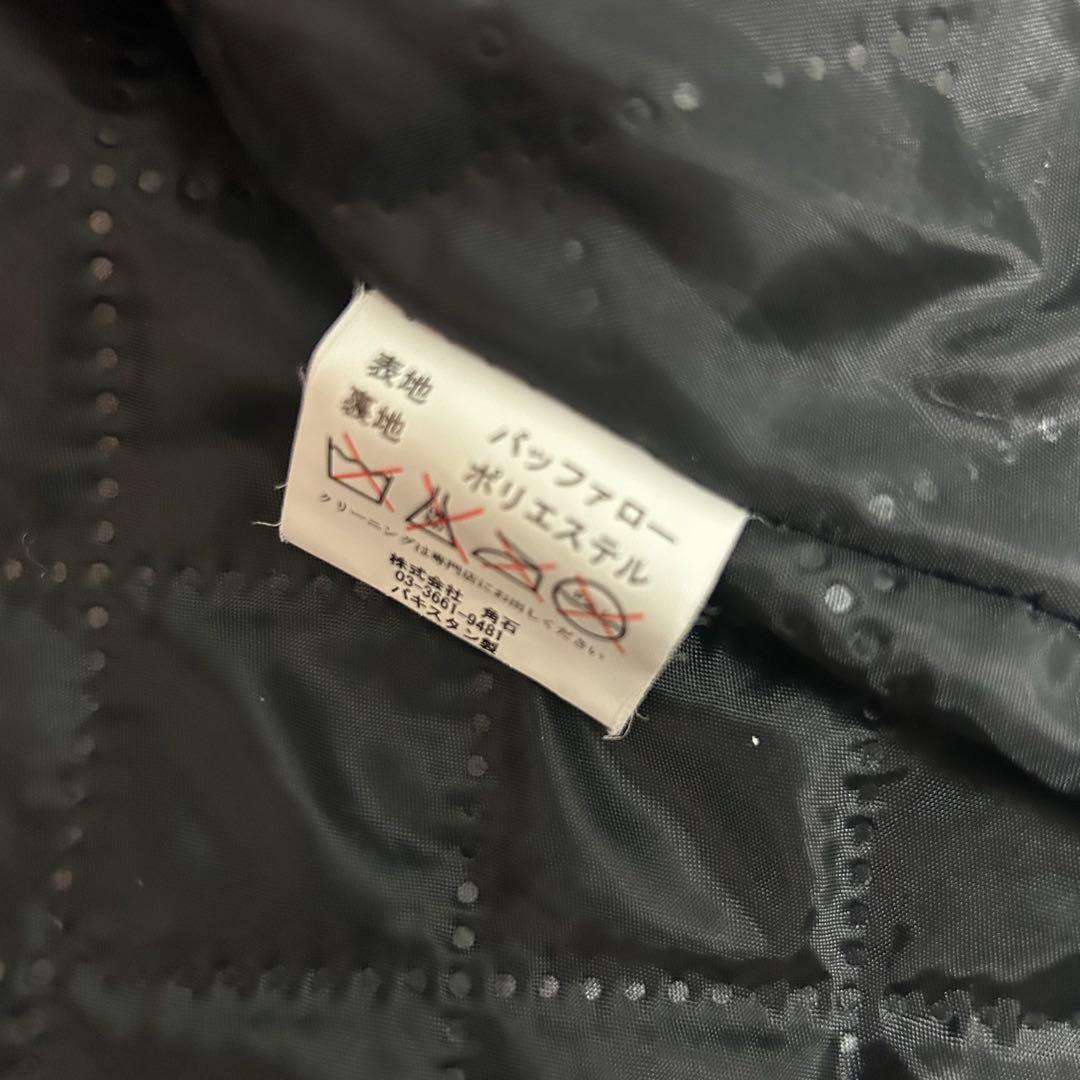 表地 バッファロー
裏地 ポリエステル
クリーニングは専門店にお出しください
株式会社 角石
03-3661-9481
パキスタン製